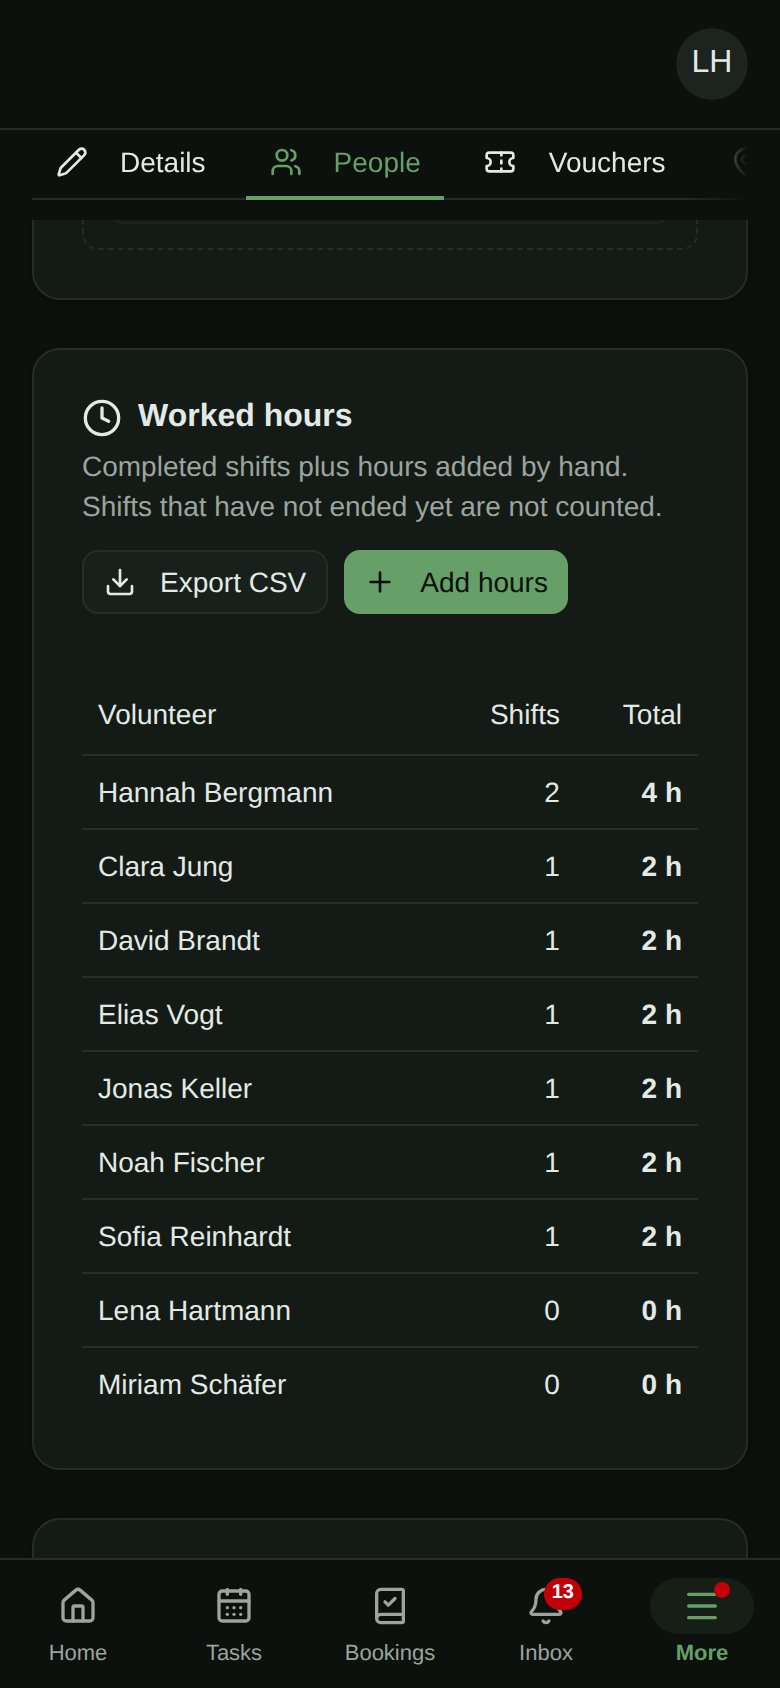 LH
Details People Vouchers
Worked hours
Completed shifts plus hours added by hand.
Shifts that have not ended yet are not counted.
Export CSV Add hours
Volunteer Shifts Total
Hannah Bergmann 2 4 h
Clara Jung 1 2 h
David Brandt 1 2 h
Elias Vogt 1 2 h
Jonas Keller 1 2 h
Noah Fischer 1 2 h
Sofia Reinhardt 1 2 h
Lena Hartmann 0 0 h
Miriam Schäfer 0 0 h
13
Home Tasks Bookings Inbox More